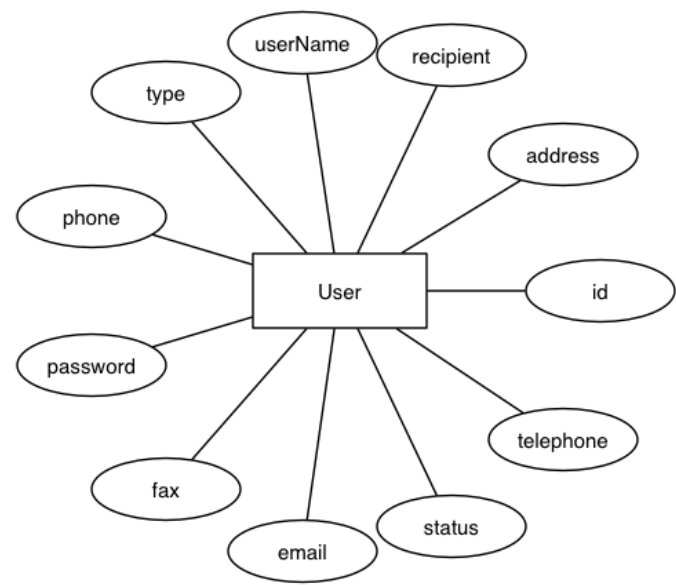 userName
recipient
type
address
phone
User
id
password
telephone
fax
status
email